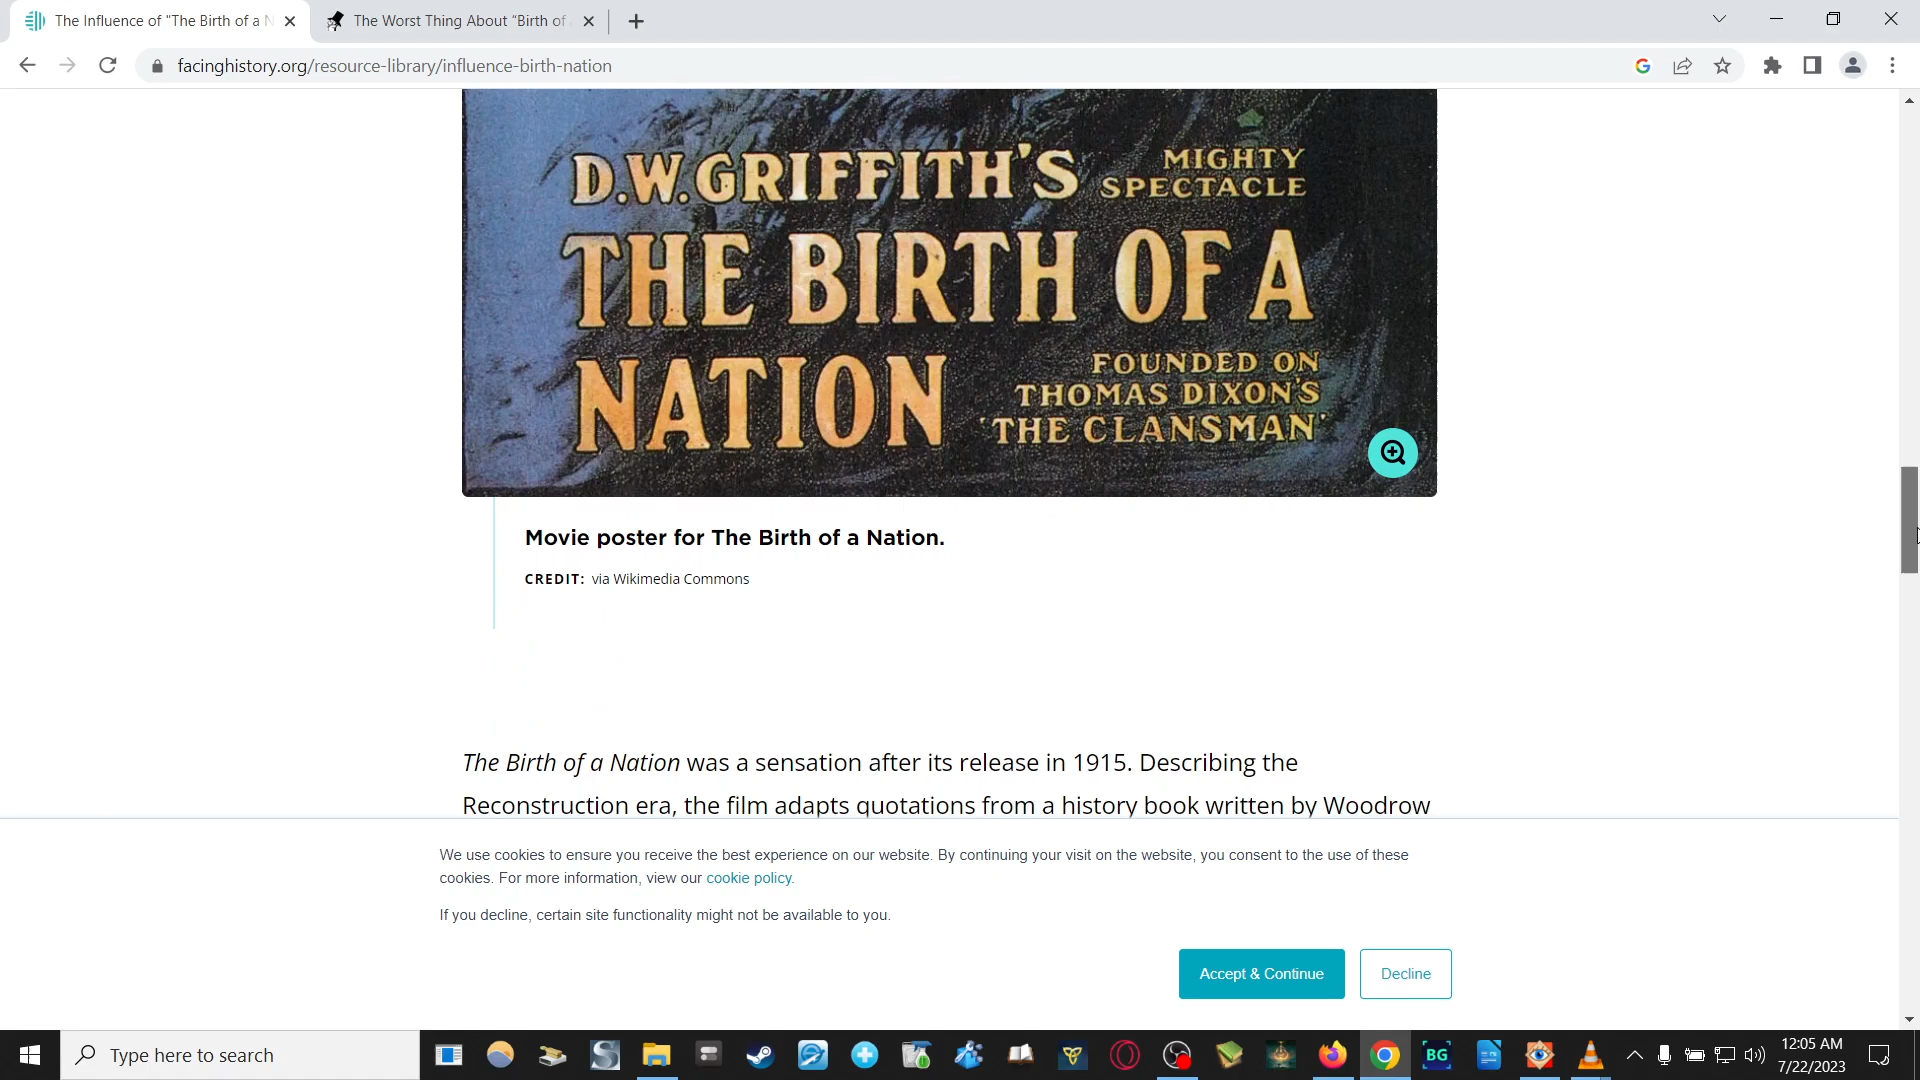 The Influence of "The Birth of a N
The Worst Thing About "Birth of
facinghistory.org/resource-library/influence-birth-nation
D.W.GRIFFITH'S
MIGHTY
SPECTACLE
THE BIRTH OF A
NATION
FOUNDED ON
THOMAS DIXON'S
'THE CLANSMAN'
Movie poster for The Birth of a Nation.
CREDIT: via Wikimedia Commons
The Birth of a Nation was a sensation after its release in 1915. Describing the
Reconstruction era, the film adapts quotations from a history book written by Woodrow
We use cookies to ensure you receive the best experience on our website. By continuing your visit on the website, you consent to the use of these
cookies. For more information, view our cookie policy.
If you decline, certain site functionality might not be available to you.
Accept & Continue
Decline
Type here to search
BG
12:05 AM
7/22/2023